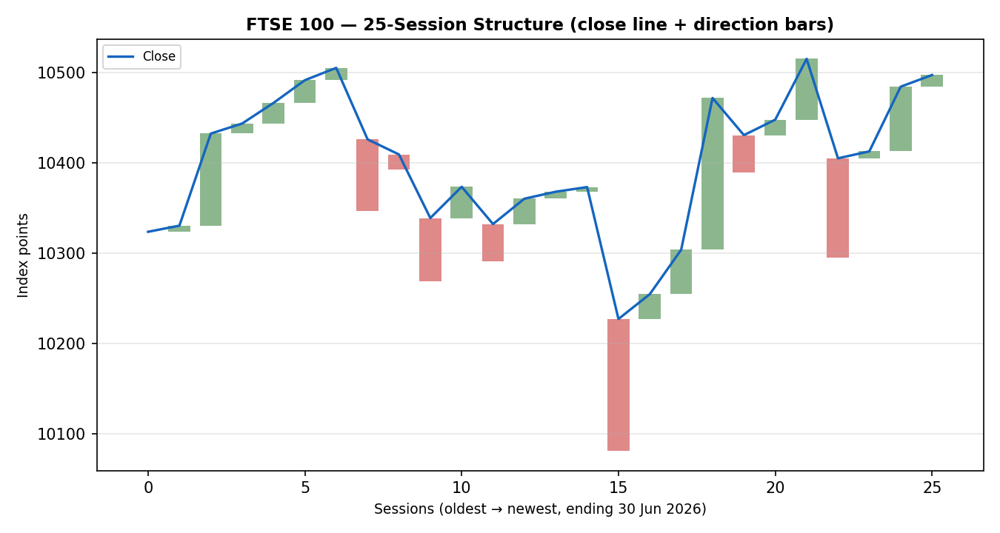 FTSE 100 — 25-Session Structure (close line + direction bars)
Close
Index points
10500
10400
10300
10200
10100
0 5 10 15 20 25
Sessions (oldest → newest, ending 30 Jun 2026)